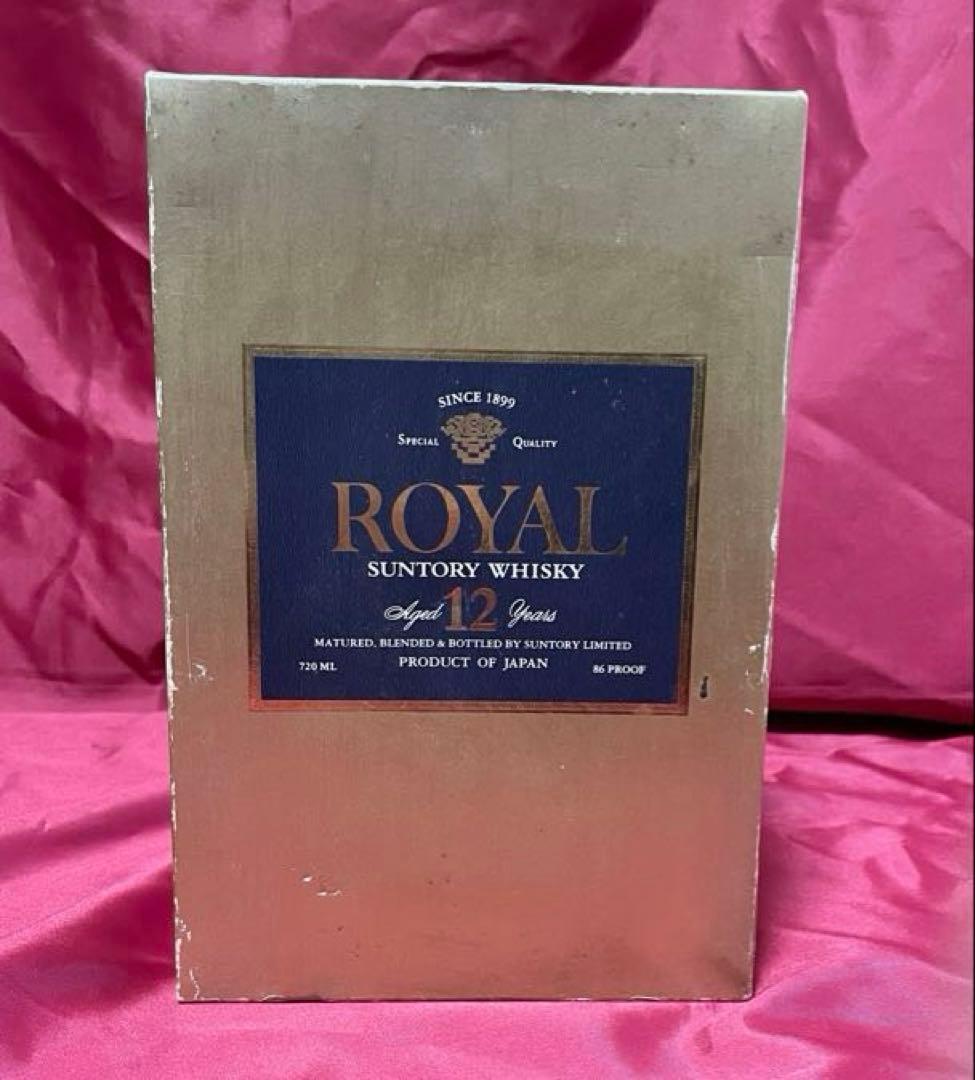 SINCE 1899
SPECIAL QUALITY
ROYAL
SUNTORY WHISKY
Aged 12 Years
MATURED, BLENDED & BOTTLED BY SUNTORY LIMITED
720 ML PRODUCT OF JAPAN 86 PROOF